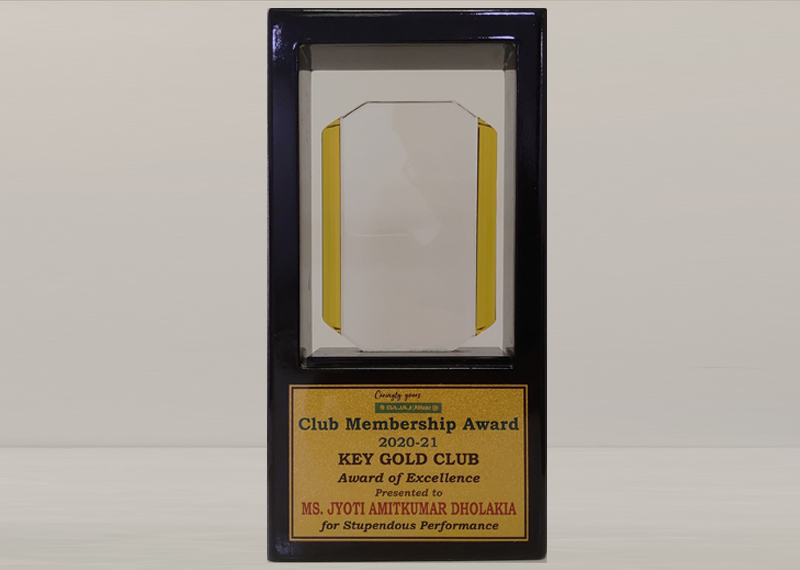 Caringly yours
BAJAJ Allianz
Club Membership Award
2020-21
KEY GOLD CLUB
Award of Excellence
Presented to
MS. JYOTI AMITKUMAR DHOLAKIA
for Stupendous Performance